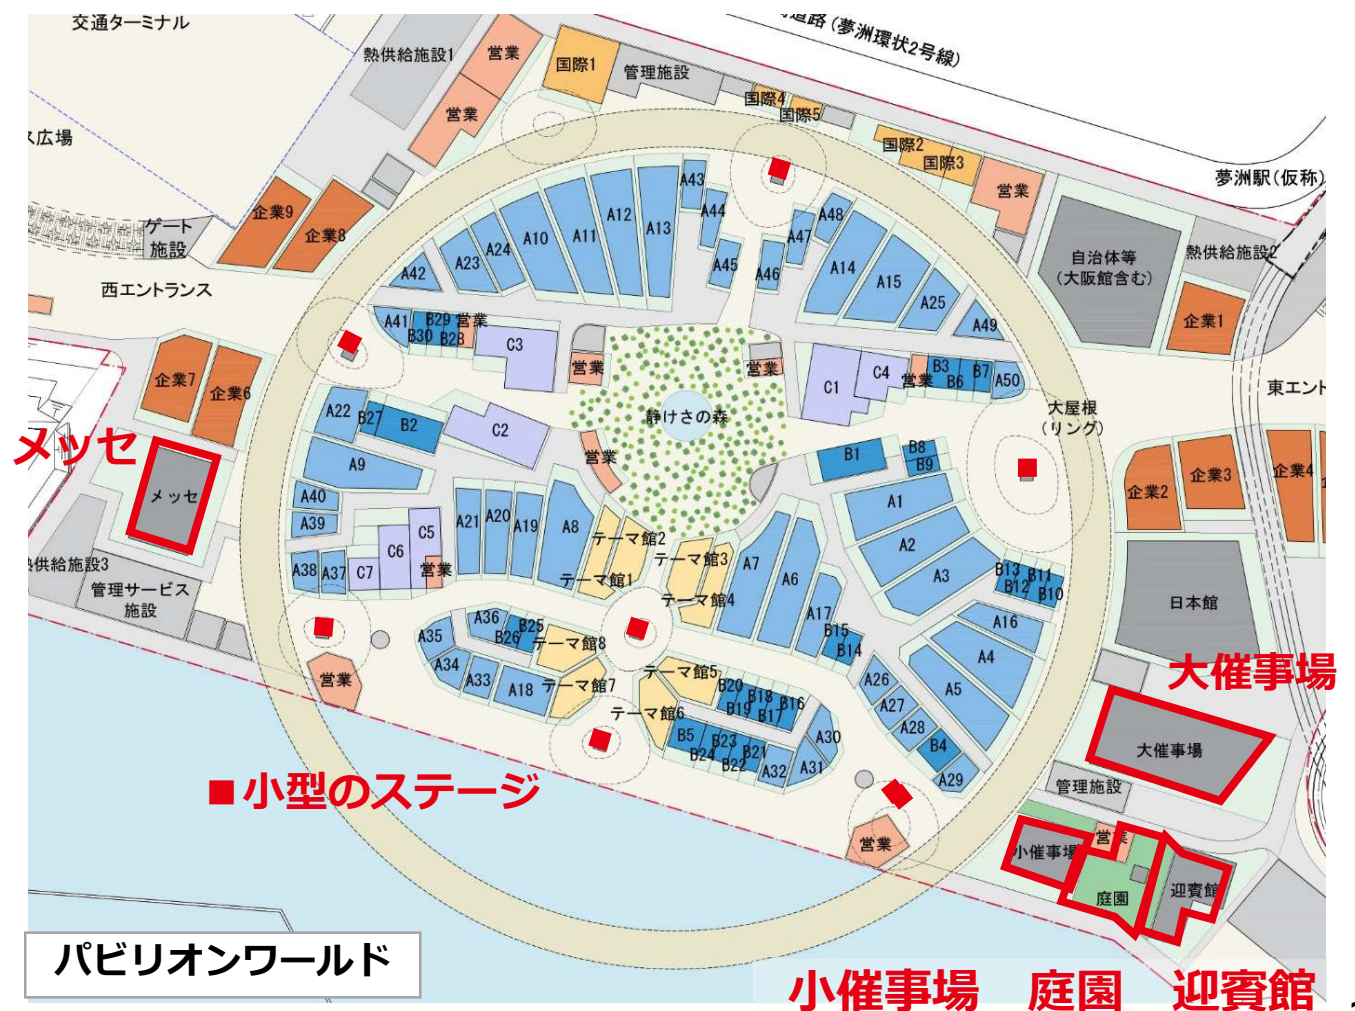 交通ターミナル
熱供給施設1
営業
国際1
管理施設
道路(夢洲環状2号線)
国際4
国際5
営業
国際2
国際3
営業
ス広場
夢洲駅(仮称)
ゲート
施設
企業9
企業8
西エントランス
自治体等
(大阪館含む)
熱供給施設2
企業1
A43
A44
A45
A46
A47
A48
A12
A13
A11
A10
A24
A23
A42
A14
A15
A25
A49
A41
B29
営業
B30
B28
C3
営業
営業
C1
C4
営業
B3
B6
B7
A50
企業7
企業6
A22
B27
B2
C2
静けさの森
大屋根
(リング)
東エント
メッセ
メッセ
A9
営業
B1
B8
B9
企業2
企業3
企業4
A40
A39
A21
A20
A19
A8
C5
C6
C7
営業
A38
A37
テーマ館2
テーマ館1
テーマ館3
テーマ館4
A7
A6
A17
A1
A2
A3
B13
B11
B12
B10
熱供給施設3
管理サービス
施設
日本館
A36
A35
B25
B26
テーマ館8
A34
A33
A18
テーマ館7
テーマ館5
テーマ館6
B15
B14
A16
A4
A5
A26
A27
A28
B4
A29
B20
B18
B16
B19
B17
B5
B23
B21
B24
B22
A32
A31
A30
営業
大催事場
大催事場
管理施設
■小型のステージ
営業
小催事場
営業
庭園
迎賓館
パビリオンワールド
小催事場 庭園 迎賓館